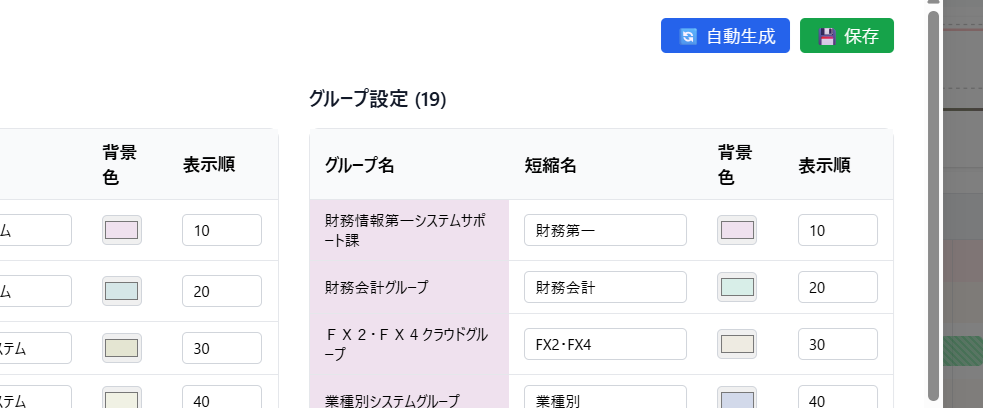 自動生成
保存
グループ設定 (19)
背景
色
表示順
グループ名
短縮名
背景
色
表示順
ム
10
財務情報第一システムサポ
ート課
財務第一
10
ム
20
財務会計グループ
財務会計
20
ステム
30
ＦＸ２・ＦＸ４クラウドグル
ープ
FX2・FX4
30
ステム
40
業種別システムグループ
業種別
40